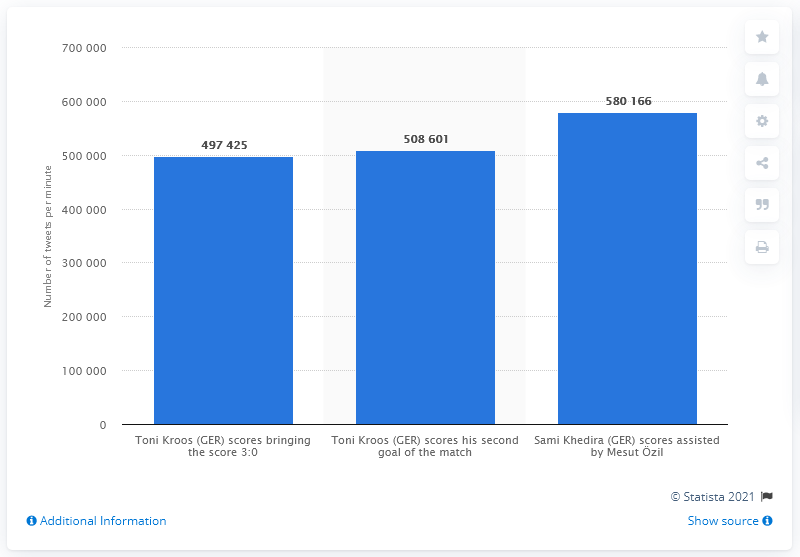 700 000
600 000
500 000
400 000
300 000
200 000
100 000
0
Number of tweets per minute
497 425
508 601
580 166
Toni Kroos (GER) scores bringing
the score 3:0
Toni Kroos (GER) scores his second
goal of the match
Sami Khedira (GER) scores assisted
by Mesut Özil
© Statista 2021
Additional Information
Show source